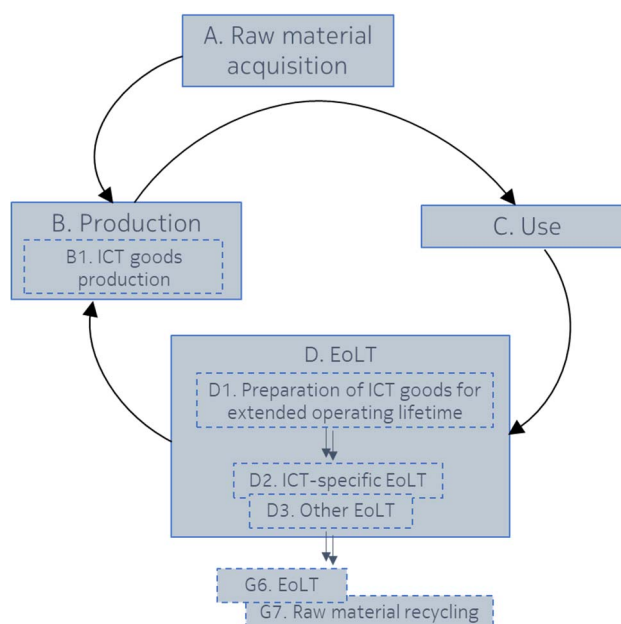 A. Raw material
acquisition
B. Production
B1. ICT goods
production
C. Use
D. EoLT
D1. Preparation of ICT goods for
extended operating lifetime
D2. ICT-specific EoLT
D3. Other EoLT
G6. EoLT
G7. Raw material recycling